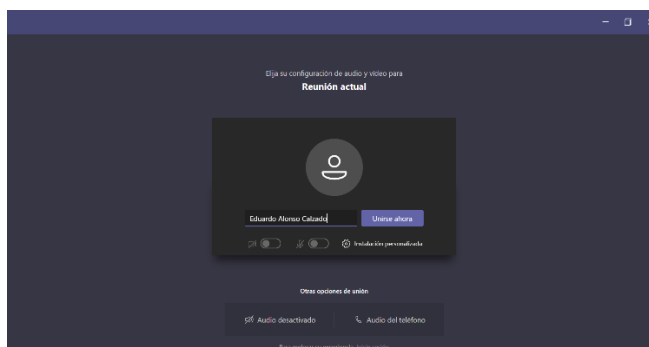 Elija su configuración de audio y vídeo para
Reunión actual
Eduardo Alonso Calzado
Unirse ahora
Instalación personalizada
Otras opciones de unión
Audio desactivado
Audio del teléfono